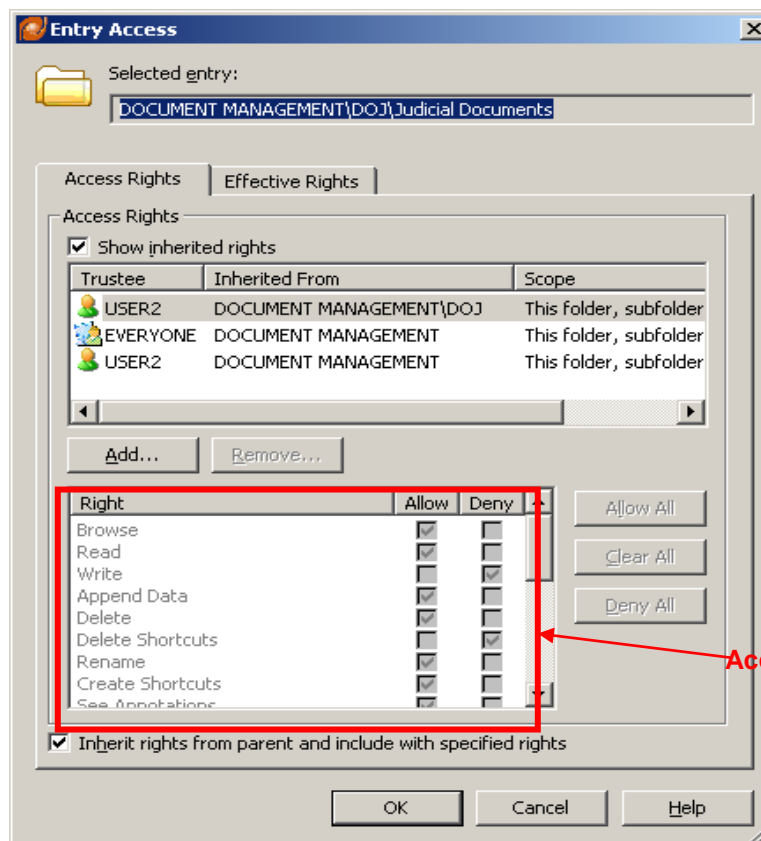 Entry Access
Selected entry:
DOCUMENT MANAGEMENT\DOJ\Judicial Documents
Access Rights Effective Rights
Access Rights
Show inherited rights
Trustee Inherited From Scope
USER2 DOCUMENT MANAGEMENT\DOJ This folder, subfolder
EVERYONE DOCUMENT MANAGEMENT This folder, subfolder
USER2 DOCUMENT MANAGEMENT This folder, subfolder
Add... Remove...
Right Allow Deny
Browse
Read
Write
Append Data
Delete
Delete Shortcuts
Rename
Create Shortcuts
See Annotations
Allow All
Clear All
Deny All
Acc
Inherit rights from parent and include with specified rights
OK Cancel Help